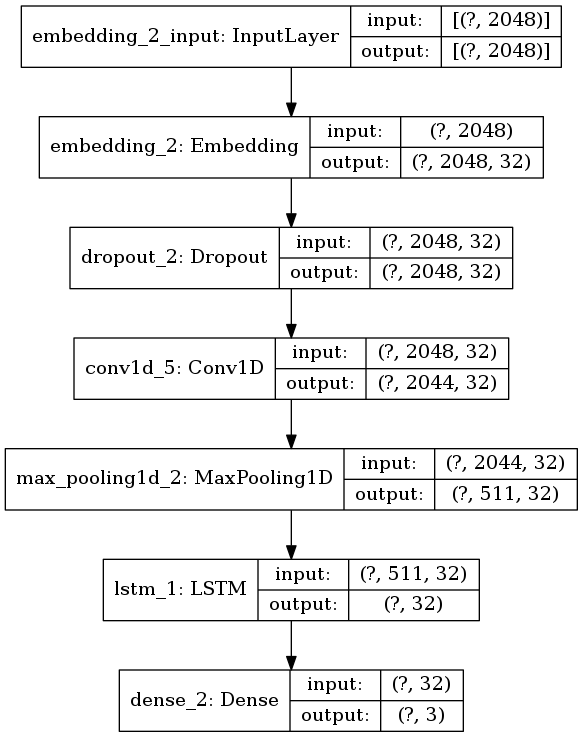 embedding_2_input: InputLayer
input:
[(?, 2048)]
output:
[(?, 2048)]
embedding_2: Embedding
input:
(?, 2048)
output:
(?, 2048, 32)
dropout_2: Dropout
input:
(?, 2048, 32)
output:
(?, 2048, 32)
conv1d_5: Conv1D
input:
(?, 2048, 32)
output:
(?, 2044, 32)
max_pooling1d_2: MaxPooling1D
input:
(?, 2044, 32)
output:
(?, 511, 32)
lstm_1: LSTM
input:
(?, 511, 32)
output:
(?, 32)
dense_2: Dense
input:
(?, 32)
output:
(?, 3)